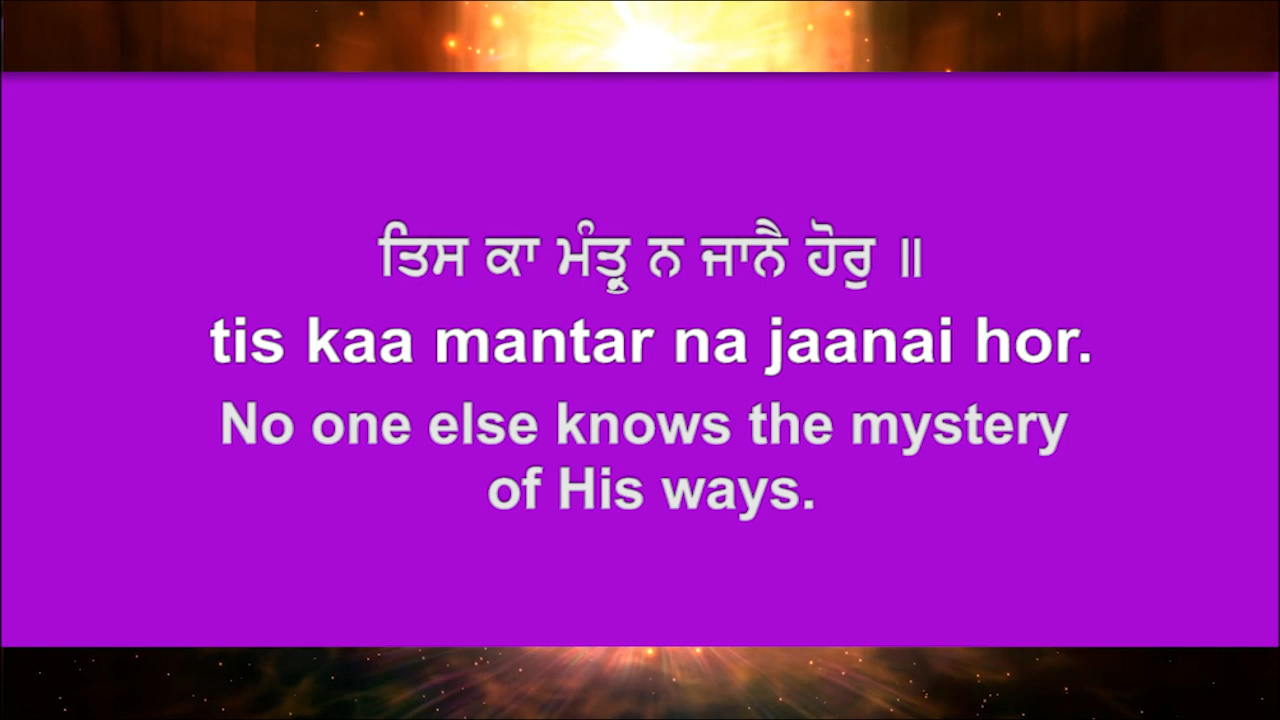 ਤਿਸ ਕਾ ਮੰਤ੍ਰੁ ਨ ਜਾਨੈ ਹੋਰੁ ॥
tis kaa mantar na jaanai hor.
No one else knows the mystery
of His ways.